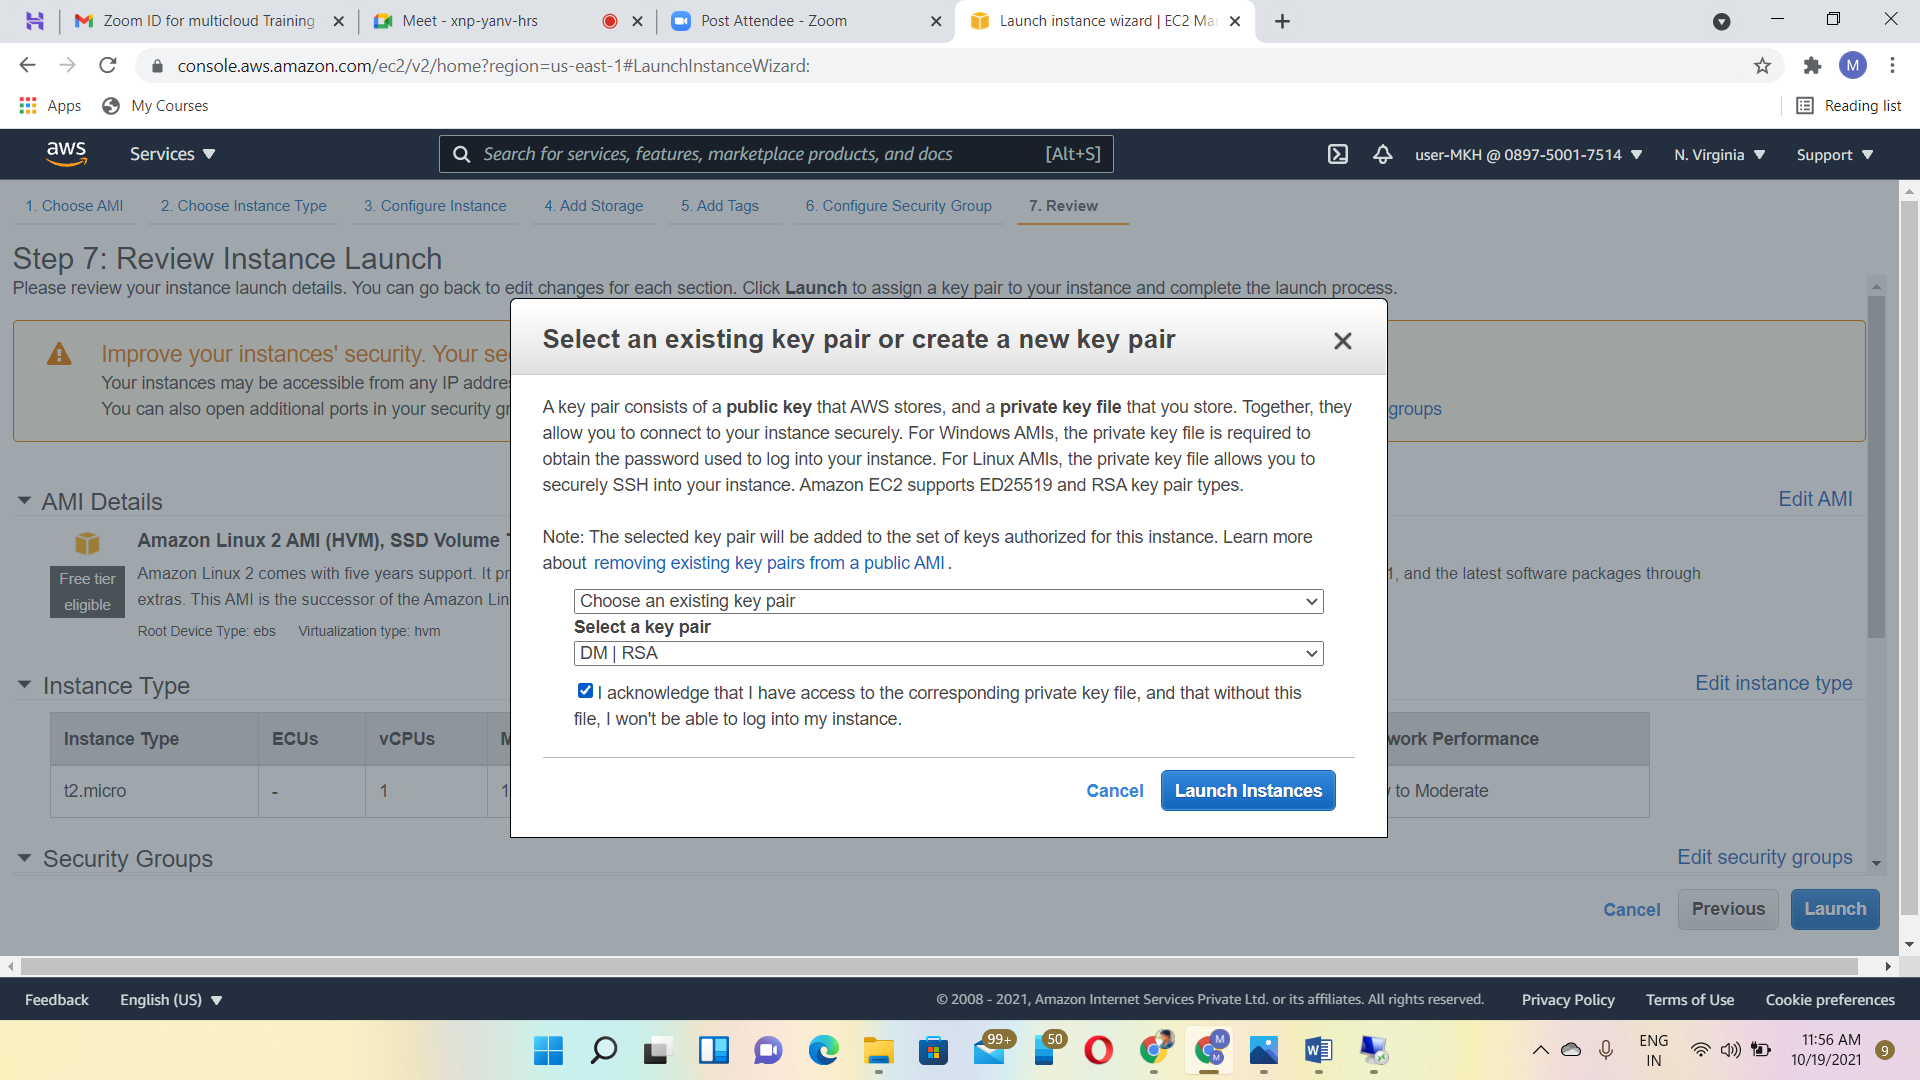 Zoom ID for multicloud Training
Meet - xnp-yanv-hrs
Post Attendee - Zoom
Launch instance wizard | EC2 Ma
console.aws.amazon.com/ec2/v2/home?region=us-east-1#LaunchInstanceWizard:
M
Apps
My Courses
Reading list
aws
Services
Search for services, features, marketplace products, and docs
[Alt+S]
user-MKH @ 0897-5001-7514
N. Virginia
Support
1. Choose AMI
2. Choose Instance Type
3. Configure Instance
4. Add Storage
5. Add Tags
6. Configure Security Group
7. Review
Step 7: Review Instance Launch
Please review your instance launch details. You can go back to edit changes for each section. Click Launch to assign a key pair to your instance and complete the launch process.
Improve your instances' security. Your se
Your instances may be accessible from any IP addre
You can also open additional ports in your security gr
groups
Select an existing key pair or create a new key pair
A key pair consists of a public key that AWS stores, and a private key file that you store. Together, they
allow you to connect to your instance securely. For Windows AMIs, the private key file is required to
obtain the password used to log into your instance. For Linux AMIs, the private key file allows you to
securely SSH into your instance. Amazon EC2 supports ED25519 and RSA key pair types.
Note: The selected key pair will be added to the set of keys authorized for this instance. Learn more
about removing existing key pairs from a public AMI .
Choose an existing key pair
Select a key pair
DM | RSA
I acknowledge that I have access to the corresponding private key file, and that without this
file, I won't be able to log into my instance.
Cancel
Launch Instances
AMI Details
Edit AMI
Amazon Linux 2 AMI (HVM), SSD Volume
Free tier
eligible
Amazon Linux 2 comes with five years support. It pr
1, and the latest software packages through
extras. This AMI is the successor of the Amazon Lin
Root Device Type: ebs
Virtualization type: hvm
Instance Type
Edit instance type
Instance Type
ECUs
vCPUs
M
work Performance
t2.micro
-
1
1
to Moderate
Security Groups
Edit security groups
Cancel
Previous
Launch
Feedback
English (US)
© 2008 - 2021, Amazon Internet Services Private Ltd. or its affiliates. All rights reserved.
Privacy Policy
Terms of Use
Cookie preferences
99+
50
M
M
ENG
IN
11:56 AM
10/19/2021
9